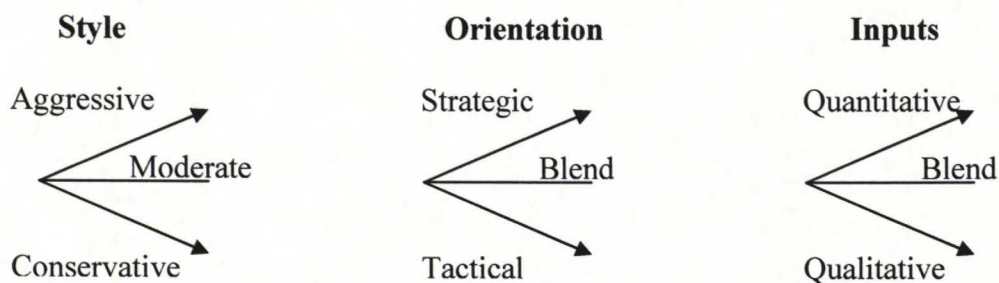 Style Orientation Inputs
Aggressive Strategic Quantitative
Moderate Blend Blend
Conservative Tactical Qualitative